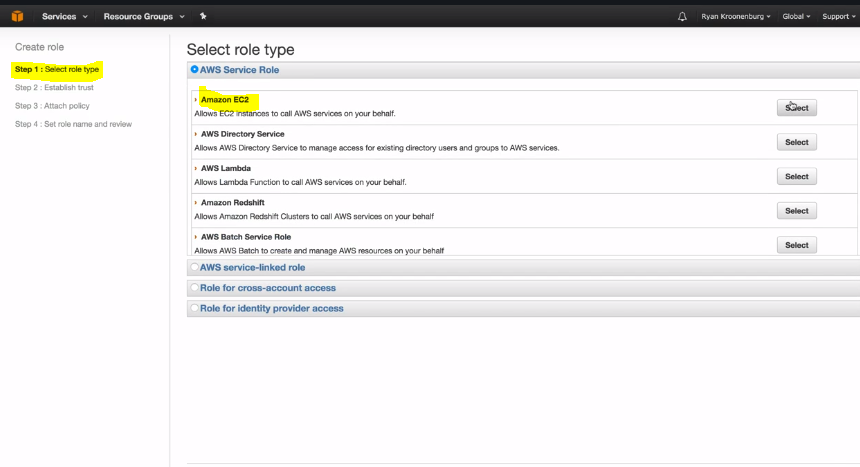 Services Resource Groups Ryan Kroonenburg Global Support
Create role
Step 1 : Select role type
Step 2 : Establish trust
Step 3 : Attach policy
Step 4 : Set role name and review
Select role type
AWS Service Role
Amazon EC2
Allows EC2 instances to call AWS services on your behalf.
Select
AWS Directory Service
Allows AWS Directory Service to manage access for existing directory users and groups to AWS services.
Select
AWS Lambda
Allows Lambda Function to call AWS services on your behalf.
Select
Amazon Redshift
Allows Amazon Redshift Clusters to call AWS services on your behalf
Select
AWS Batch Service Role
Allows AWS Batch to create and manage AWS resources on your behalf
Select
AWS service-linked role
Role for cross-account access
Role for identity provider access